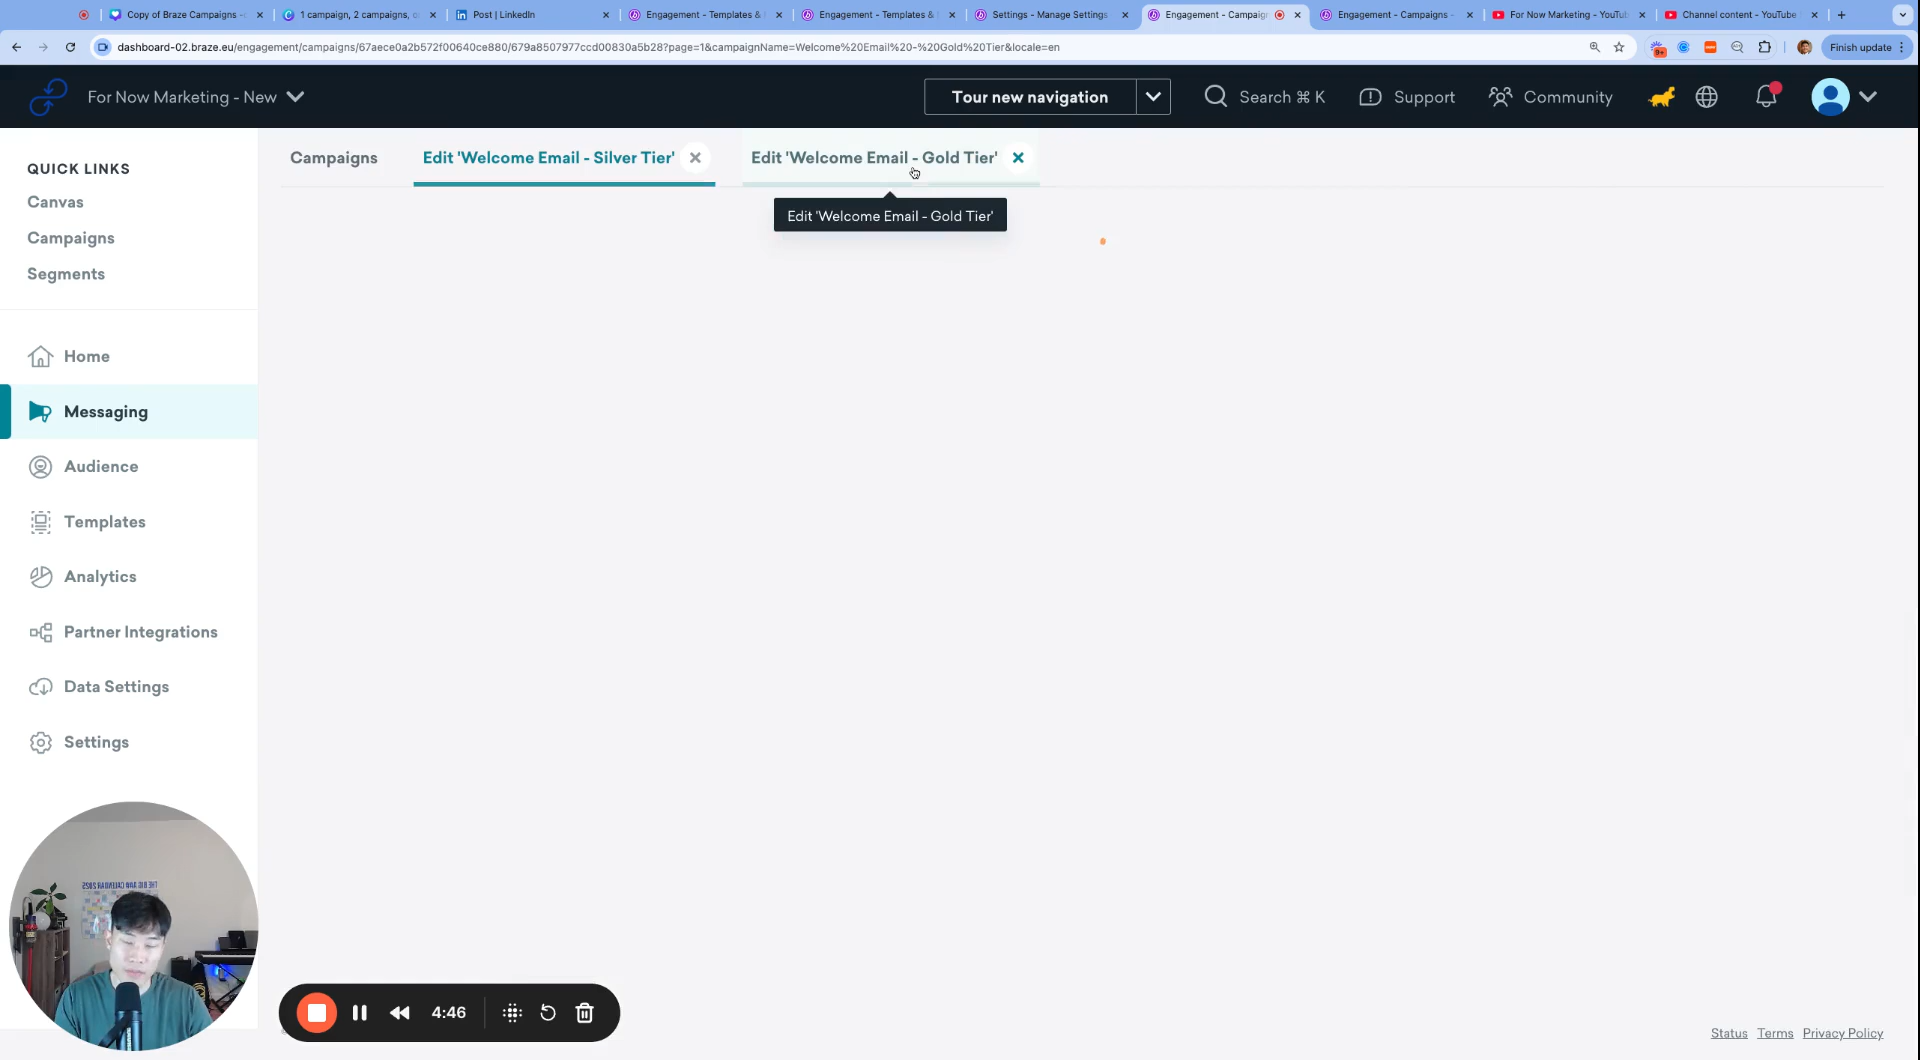 Copy of Braze Campaigns -
1 campaign, 2 campaigns, o
Post | LinkedIn
Engagement - Templates &
Engagement - Templates &
Settings - Manage Settings
Engagement - Campaign
Engagement - Campaigns -
For Now Marketing - YouTub
Channel content - YouTube
dashboard-02.braze.eu/engagement/campaigns/67aece0a2b572f00640ce880/679a8507977ccd00830a5b28?page=1&campaignName=Welcome%20Email%20-%20Gold%20Tier&locale=en
9+
Finish update
For Now Marketing - New
Tour new navigation
Search ⌘ K
Support
Community
QUICK LINKS
Canvas
Campaigns
Segments
Home
Messaging
Audience
Templates
Analytics
Partner Integrations
Data Settings
Settings
Campaigns
Edit 'Welcome Email - Silver Tier'
Edit 'Welcome Email - Gold Tier'
Edit 'Welcome Email - Gold Tier'
4:46
Status Terms Privacy Policy